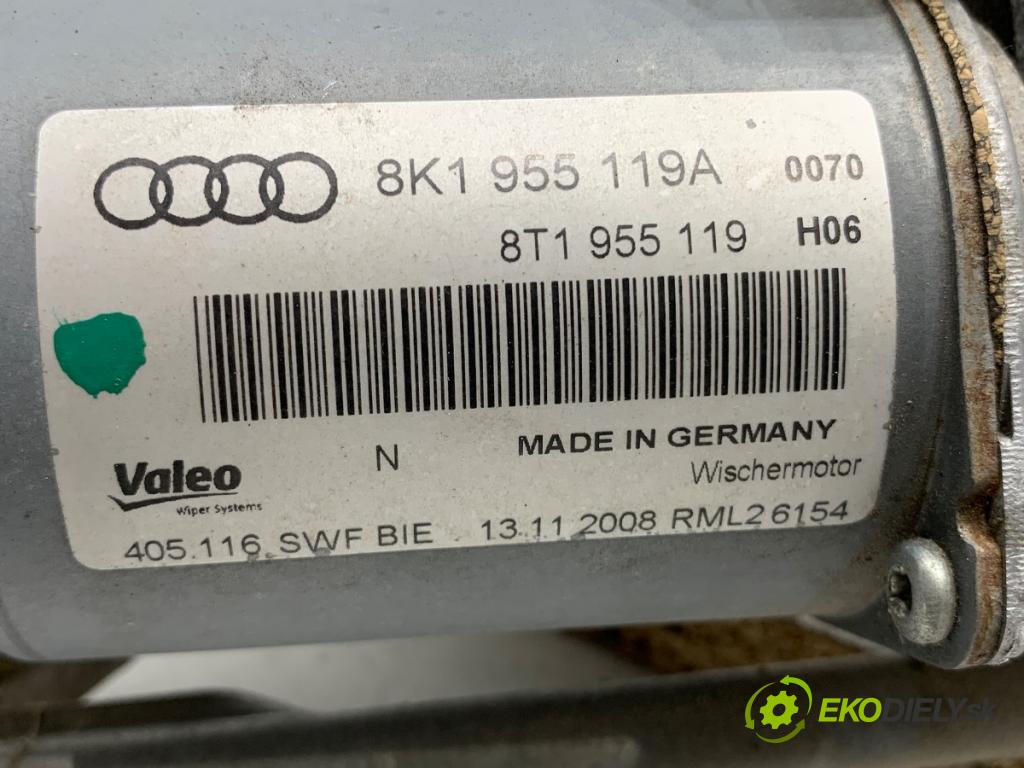 8K1 955 119A 0070
8T1 955 119 H06
N MADE IN GERMANY
Valeo Wischermotor
Wiper Systems
405.116 SWF BIE 13.11.2008 RML2 6154
EKODIELY.sk